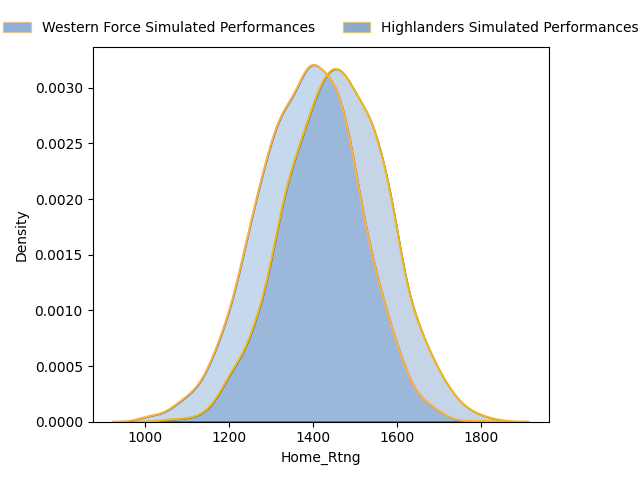 Western Force Simulated Performances Highlanders Simulated Performances
0.0030
0.0025
0.0020
0.0015
0.0010
0.0005
0.0000
Density
1000 1200 1400 1600 1800
Home_Rtng